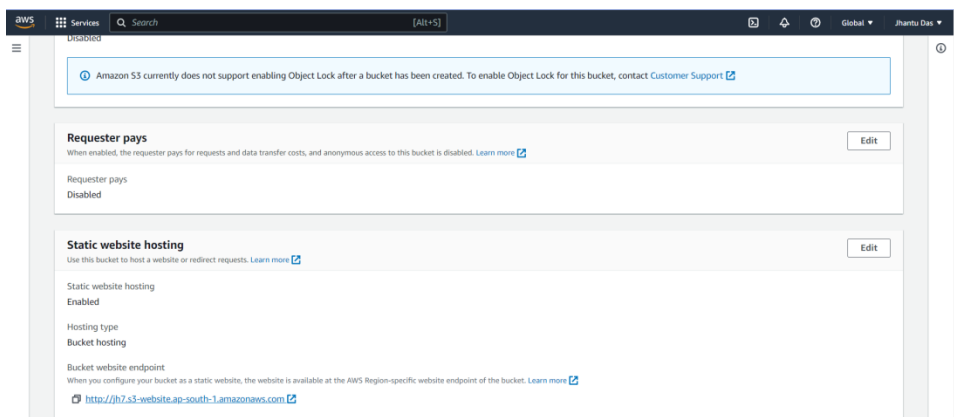 aws Services Search [Alt+S] Global ▼ Jhantu Das ▼
Disabled
Amazon S3 currently does not support enabling Object Lock after a bucket has been created. To enable Object Lock for this bucket, contact Customer Support
Requester pays
Edit
When enabled, the requester pays for requests and data transfer costs, and anonymous access to this bucket is disabled. Learn more
Requester pays
Disabled
Static website hosting
Edit
Use this bucket to host a website or redirect requests. Learn more
Static website hosting
Enabled
Hosting type
Bucket hosting
Bucket website endpoint
When you configure your bucket as a static website, the website is available at the AWS Region-specific website endpoint of the bucket. Learn more
http://jh7.s3-website.ap-south-1.amazonaws.com